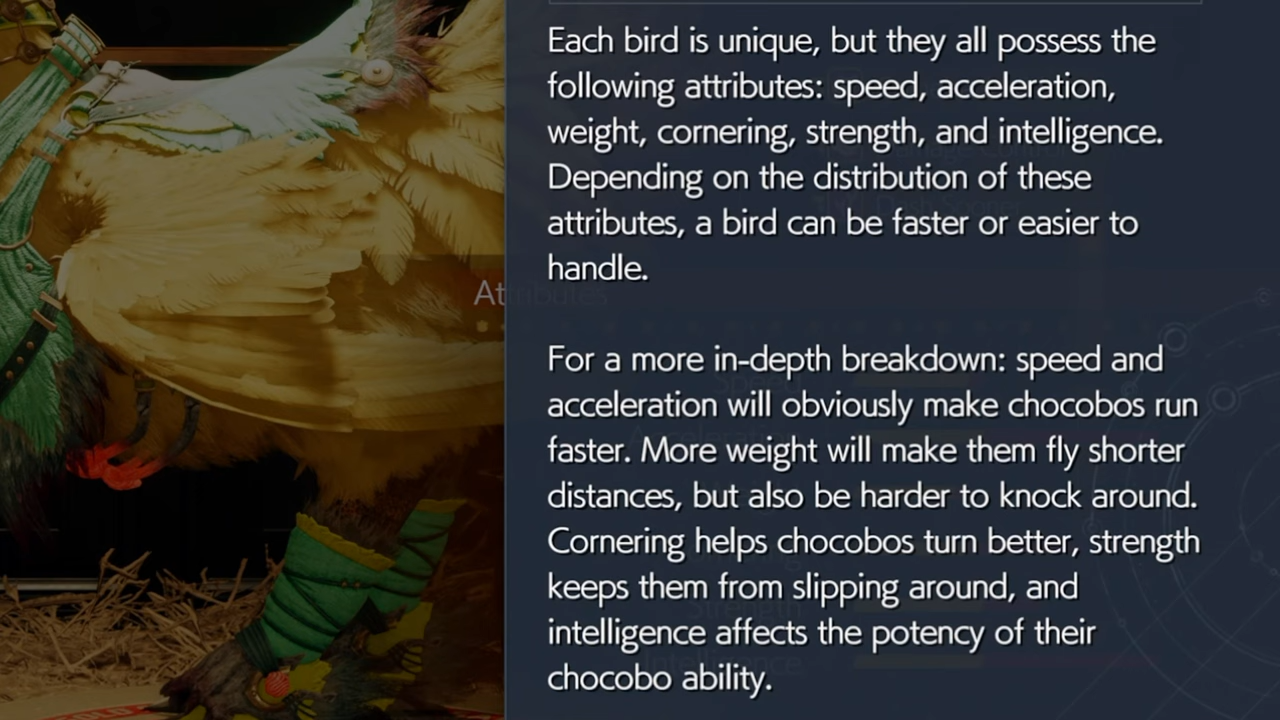 Each bird is unique, but they all possess the
following attributes: speed, acceleration,
weight, cornering, strength, and intelligence.
Depending on the distribution of these
attributes, a bird can be faster or easier to
handle.
Attributes
For a more in-depth breakdown: speed and
acceleration will obviously make chocobos run
faster. More weight will make them fly shorter
distances, but also be harder to knock around.
Cornering helps chocobos turn better, strength
keeps them from slipping around, and
intelligence affects the potency of their
chocobo ability.